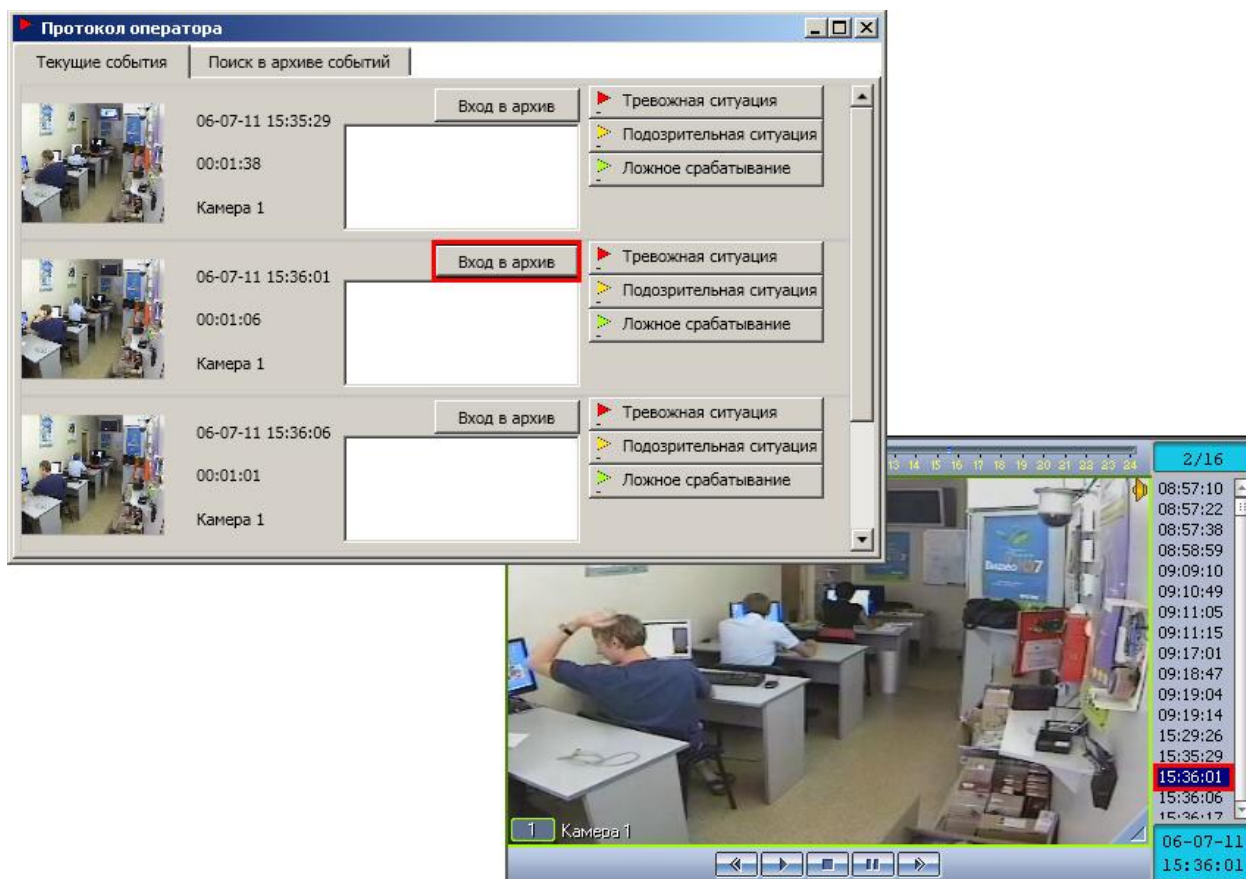 Протокол оператора
Текущие события
Поиск в архиве событий
06-07-11 15:35:29
00:01:38
Камера 1
Вход в архив
Тревожная ситуация
Подозрительная ситуация
Ложное срабатывание
06-07-11 15:36:01
00:01:06
Камера 1
Вход в архив
Тревожная ситуация
Подозрительная ситуация
Ложное срабатывание
06-07-11 15:36:06
00:01:01
Камера 1
Вход в архив
Тревожная ситуация
Подозрительная ситуация
Ложное срабатывание
13 14 15 16 17 18 19 20 21 22 23 24
2/16
08:57:10
08:57:22
08:57:38
08:58:59
09:09:10
09:10:49
09:11:05
09:11:15
09:17:01
09:18:47
09:19:04
09:19:14
15:29:26
15:35:29
15:36:01
15:36:06
15:36:17
Видео 07
1 Камера 1
06-07-11
15:36:01